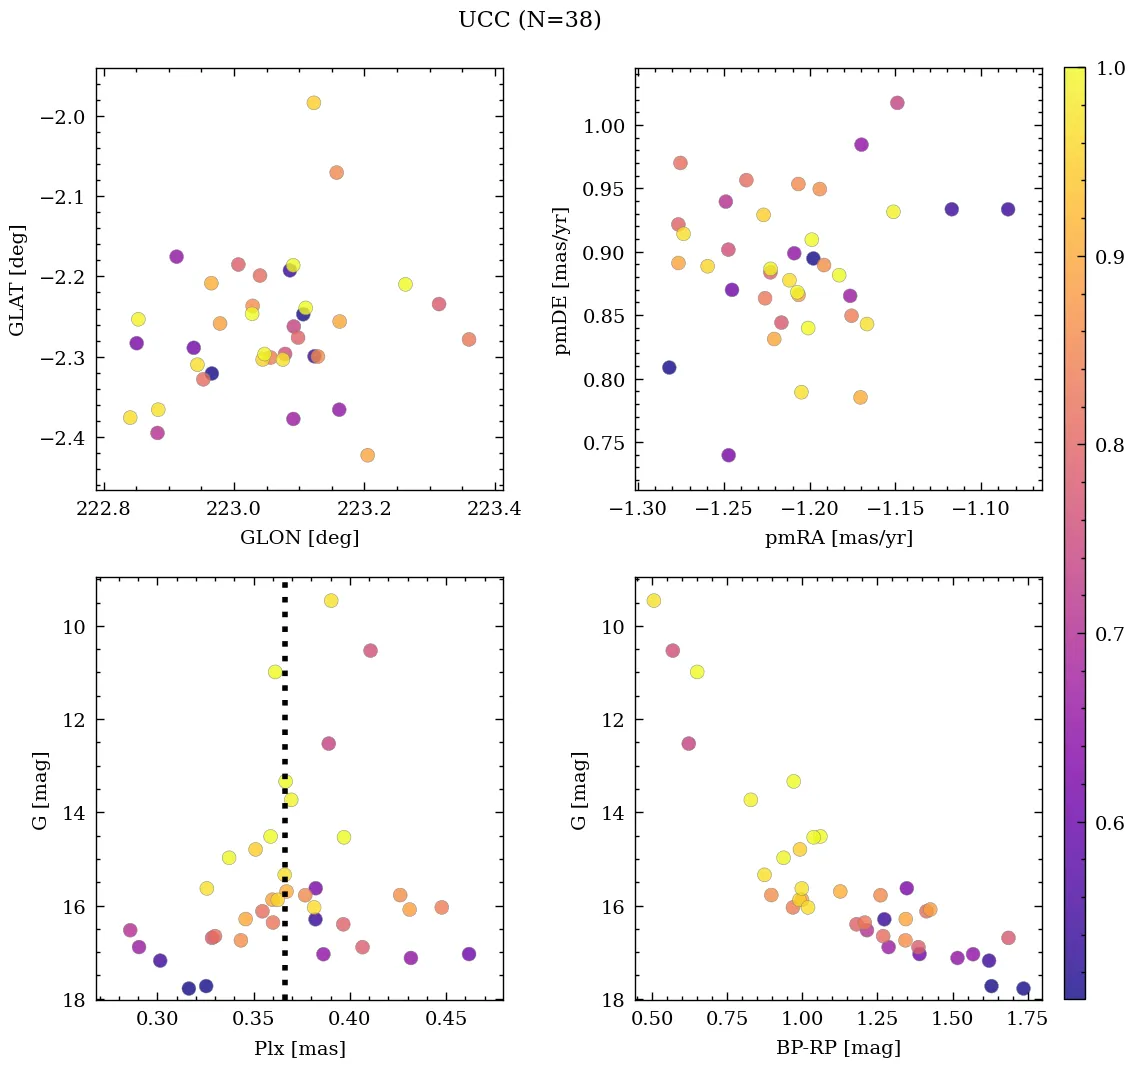 UCC (N=38)
−2.0
−2.1
−2.2
−2.3
−2.4
GLAT [deg]
222.8 223.0 223.2 223.4
GLON [deg]
1.00
0.95
0.90
0.85
0.80
0.75
pmDE [mas/yr]
−1.30 −1.25 −1.20 −1.15 −1.10
pmRA [mas/yr]
10
12
14
16
18
G [mag]
0.30 0.35 0.40 0.45
Plx [mas]
10
12
14
16
18
G [mag]
0.50 0.75 1.00 1.25 1.50 1.75
BP-RP [mag]
1.0
0.9
0.8
0.7
0.6